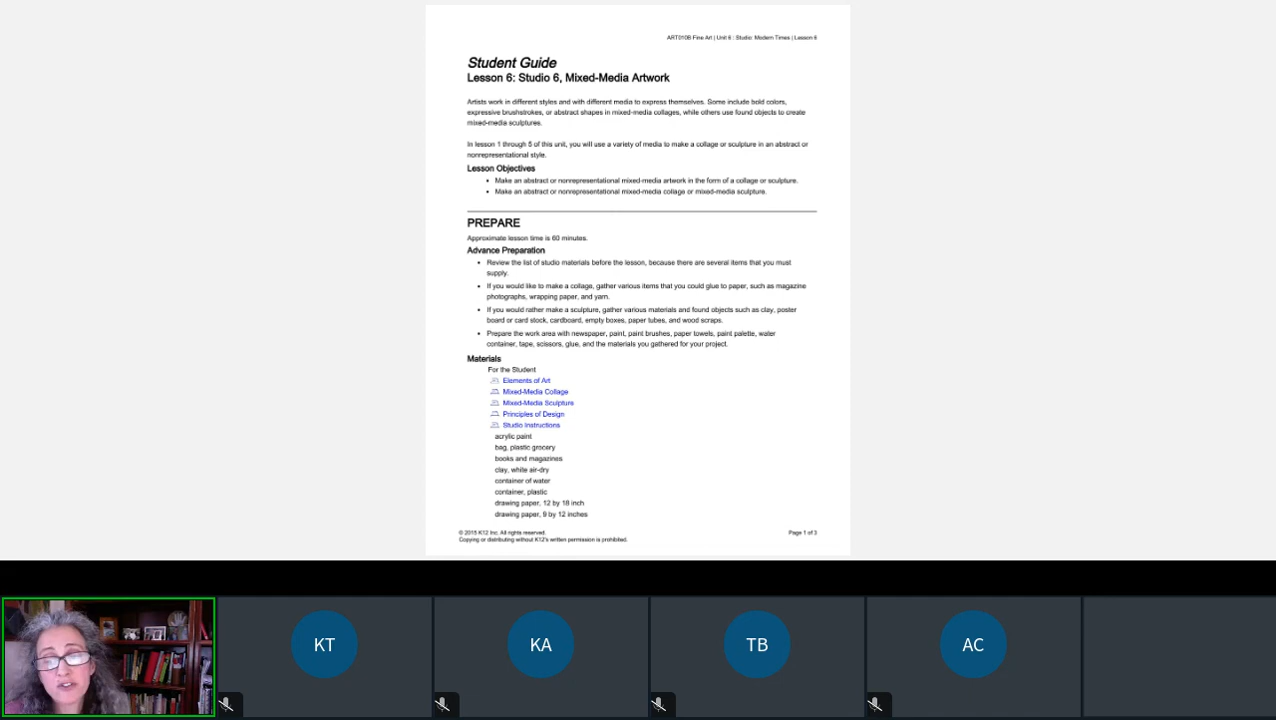 ART010B Fine Art | Unit 6 : Studio: Modern Times | Lesson 6
Student Guide
Lesson 6: Studio 6, Mixed-Media Artwork
Artists work in different styles and with different media to express themselves. Some include bold colors,
expressive brushstrokes, or abstract shapes in mixed-media collages, while others use found objects to create
mixed-media sculptures.
In lesson 1 through 5 of this unit, you will use a variety of media to make a collage or sculpture in an abstract or
nonrepresentational style.
Lesson Objectives
• Make an abstract or nonrepresentational mixed-media artwork in the form of a collage or sculpture.
• Make an abstract or nonrepresentational mixed-media collage or mixed-media sculpture.
PREPARE
Approximate lesson time is 60 minutes.
Advance Preparation
• Review the list of studio materials before the lesson, because there are several items that you must
supply.
• If you would like to make a collage, gather various items that you could glue to paper, such as magazine
photographs, wrapping paper, and yarn.
• If you would rather make a sculpture, gather various materials and found objects such as clay, poster
board or card stock, cardboard, empty boxes, paper tubes, and wood scraps.
• Prepare the work area with newspaper, paint, paint brushes, paper towels, paint palette, water
container, tape, scissors, glue, and the materials you gathered for your project.
Materials
For the Student
Elements of Art
Mixed-Media Collage
Mixed-Media Sculpture
Principles of Design
Studio Instructions
acrylic paint
bag, plastic grocery
books and magazines
clay, white air-dry
container of water
container, plastic
drawing paper, 12 by 18 inch
drawing paper, 9 by 12 inches
© 2015 K12 Inc. All rights reserved.
Copying or distributing without K12's written permission is prohibited.
Page 1 of 3
KT
KA
TB
AC